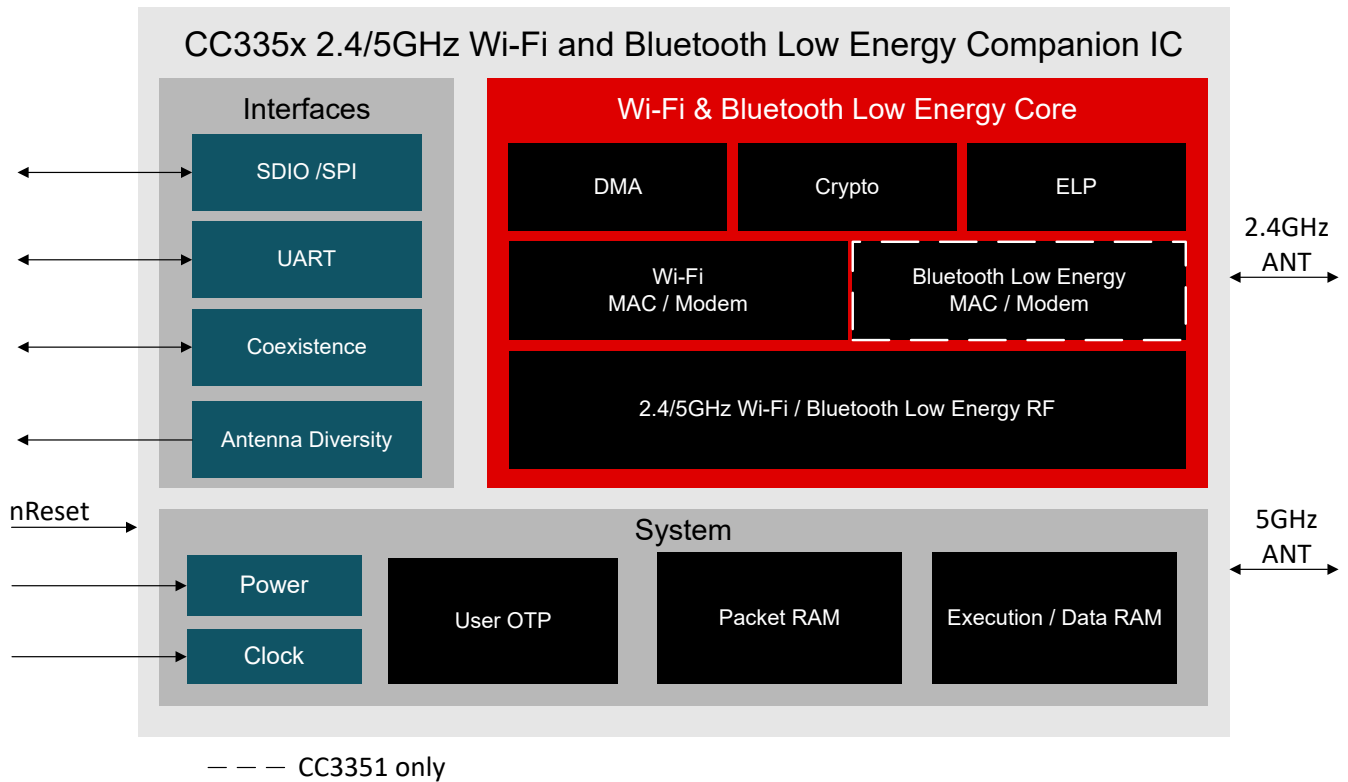 CC335x 2.4/5GHz Wi-Fi and Bluetooth Low Energy Companion IC
Interfaces
SDIO /SPI
UART
Coexistence
Antenna Diversity
Wi-Fi & Bluetooth Low Energy Core
DMA
Crypto
ELP
Wi-Fi
MAC / Modem
Bluetooth Low Energy
MAC / Modem
2.4/5GHz Wi-Fi / Bluetooth Low Energy RF
2.4GHz
ANT
nReset
5GHz
ANT
System
Power
Clock
User OTP
Packet RAM
Execution / Data RAM
CC3351 only